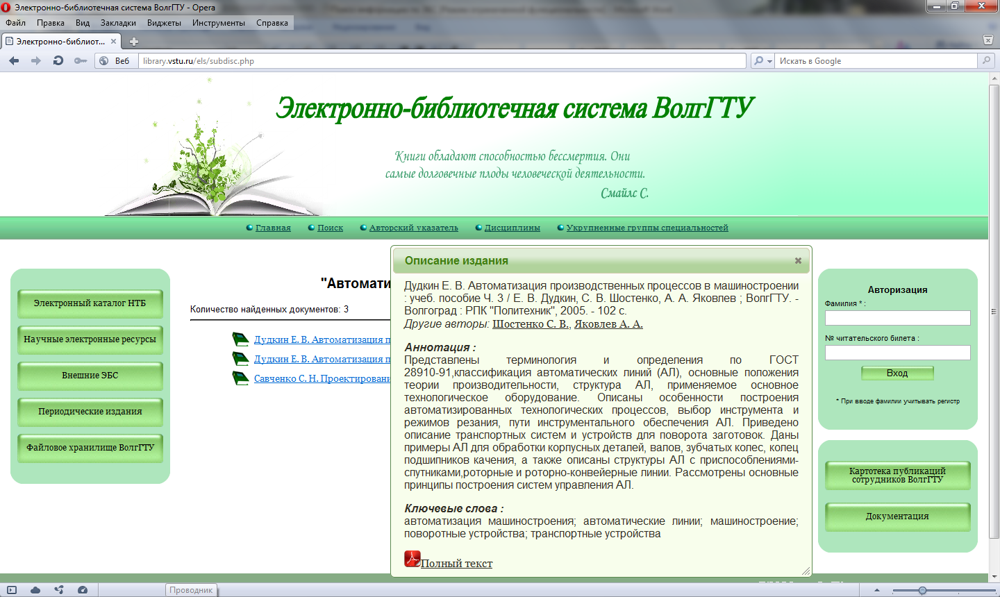 Электронно-библиотечная система ВолгГТУ - Opera
Файл Правка Вид Закладки Виджеты Инструменты Справка
Электронно-библиот...
Веб library.vstu.ru/els/subdisc.php Искать в Google
Электронно-библиотечная система ВолгГТУ
Книги обладают способностью бессмертия. Они
самые долговечные плоды человеческой деятельности.
Смайлс С.
Главная Поиск Авторский указатель Дисциплины Укрупненные группы специальностей
Электронный каталог НТБ
Научные электронные ресурсы
Внешние ЭБС
Периодические издания
Файловое хранилище ВолгГТУ
"Автомати
Количество найденных документов: 3
Дудкин Е. В. Автоматизация п
Дудкин Е. В. Автоматизация п
Савченко С. Н. Проектировани
Описание издания
Дудкин Е. В. Автоматизация производственных процессов в машиностроении
: учеб. пособие Ч. 3 / Е. В. Дудкин, С. В. Шостенко, А. А. Яковлев ; ВолгГТУ. -
Волгоград : РПК "Политехник", 2005. - 102 с.
Другие авторы: Шостенко С. В., Яковлев А. А.
Аннотация :
Представлены терминология и определения по ГОСТ
28910-91,классификация автоматических линий (АЛ), основные положения
теории производительности, структура АЛ, применяемое основное
технологическое оборудование. Описаны особенности построения
автоматизированных технологических процессов, выбор инструмента и
режимов резания, пути инструментального обеспечения АЛ. Приведено
описание транспортных систем и устройств для поворота заготовок. Даны
примеры АЛ для обработки корпусных деталей, валов, зубчатых колес, колец
подшипников качения, а также описаны структуры АЛ с приспособлениями-
спутниками,роторные и роторно-конвейерные линии. Рассмотрены основные
принципы построения систем управления АЛ.
Ключевые слова :
автоматизация машиностроения; автоматические линии; машиностроение;
поворотные устройства; транспортные устройства
Полный текст
Авторизация
Фамилия * :
№ читательского билета :
Вход
* При вводе фамилии учитывать регистр
Картотека публикаций
сотрудников ВолгГТУ
Документация
Проводник